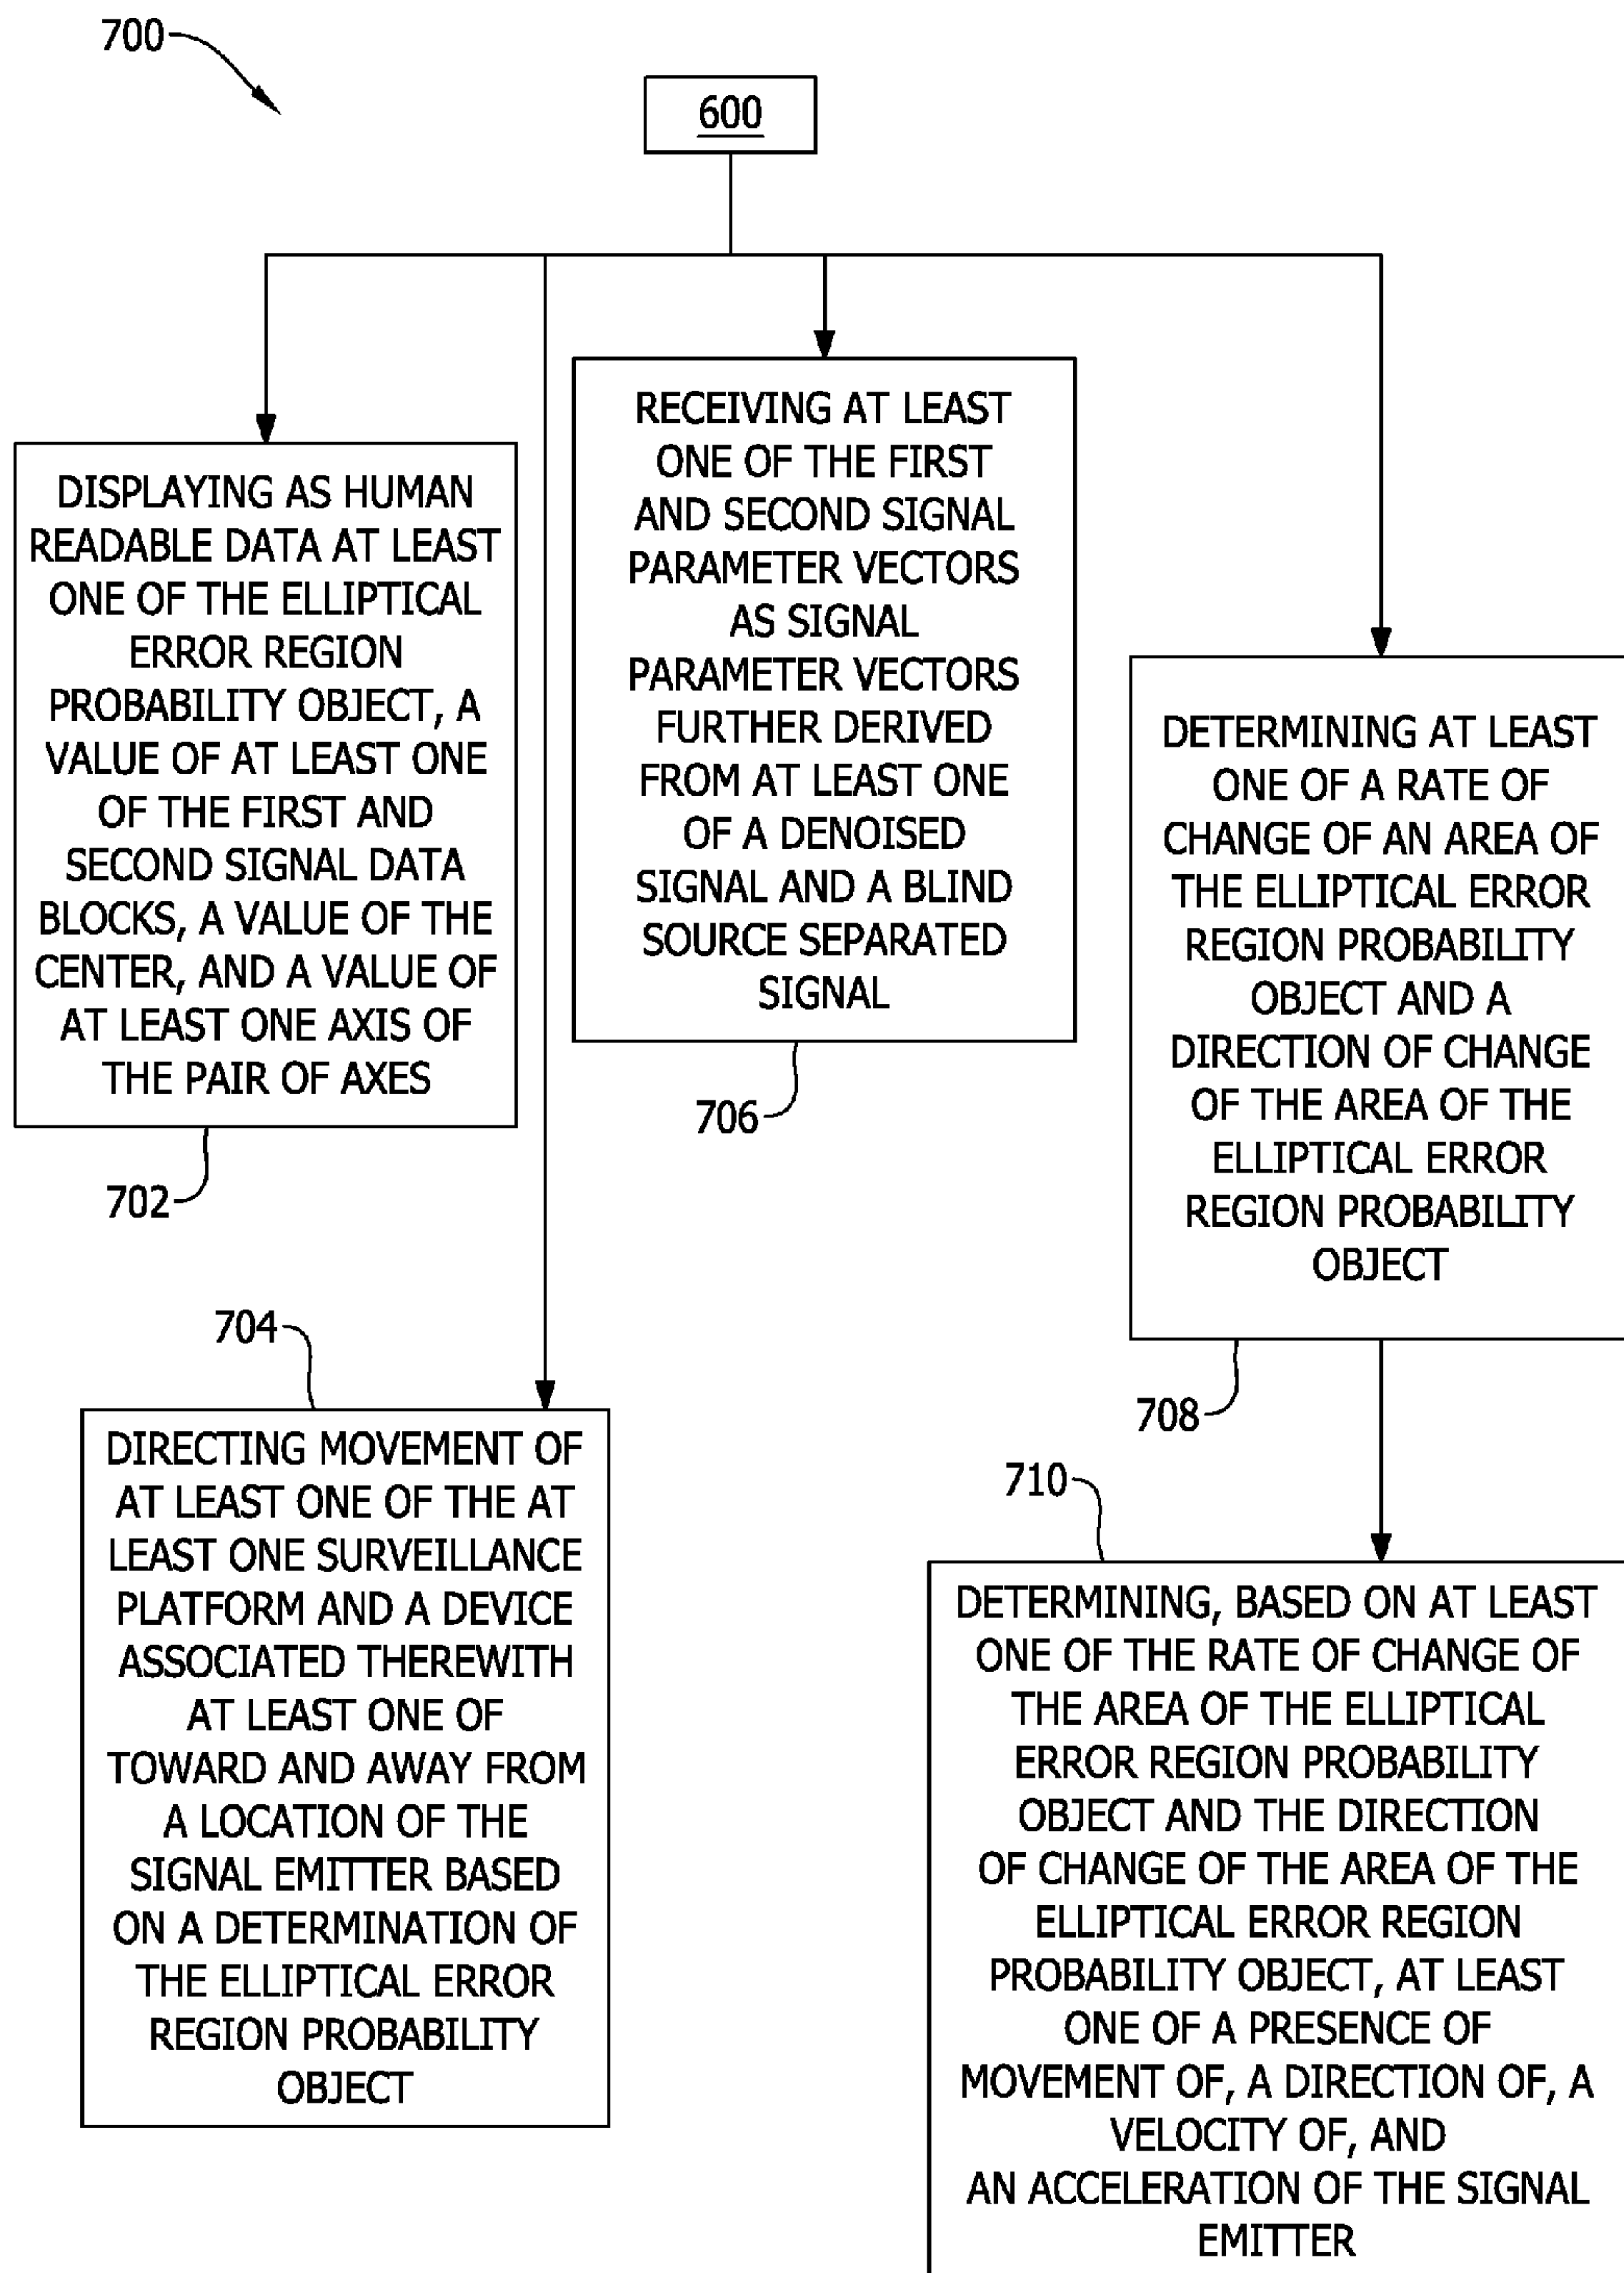 700
600
DISPLAYING AS HUMAN
READABLE DATA AT LEAST
ONE OF THE ELLIPTICAL
ERROR REGION
PROBABILITY OBJECT, A
VALUE OF AT LEAST ONE
OF THE FIRST AND
SECOND SIGNAL DATA
BLOCKS, A VALUE OF THE
CENTER, AND A VALUE OF
AT LEAST ONE AXIS OF
THE PAIR OF AXES
702
RECEIVING AT LEAST
ONE OF THE FIRST
AND SECOND SIGNAL
PARAMETER VECTORS
AS SIGNAL
PARAMETER VECTORS
FURTHER DERIVED
FROM AT LEAST ONE
OF A DENOISED
SIGNAL AND A BLIND
SOURCE SEPARATED
SIGNAL
706
DETERMINING AT LEAST
ONE OF A RATE OF
CHANGE OF AN AREA OF
THE ELLIPTICAL ERROR
REGION PROBABILITY
OBJECT AND A
DIRECTION OF CHANGE
OF THE AREA OF THE
ELLIPTICAL ERROR
REGION PROBABILITY
OBJECT
708
704
DIRECTING MOVEMENT OF
AT LEAST ONE OF THE AT
LEAST ONE SURVEILLANCE
PLATFORM AND A DEVICE
ASSOCIATED THEREWITH
AT LEAST ONE OF
TOWARD AND AWAY FROM
A LOCATION OF THE
SIGNAL EMITTER BASED
ON A DETERMINATION OF
THE ELLIPTICAL ERROR
REGION PROBABILITY
OBJECT
710
DETERMINING, BASED ON AT LEAST
ONE OF THE RATE OF CHANGE OF
THE AREA OF THE ELLIPTICAL
ERROR REGION PROBABILITY
OBJECT AND THE DIRECTION
OF CHANGE OF THE AREA OF THE
ELLIPTICAL ERROR REGION
PROBABILITY OBJECT, AT LEAST
ONE OF A PRESENCE OF
MOVEMENT OF, A DIRECTION OF, A
VELOCITY OF, AND
AN ACCELERATION OF THE SIGNAL
EMITTER